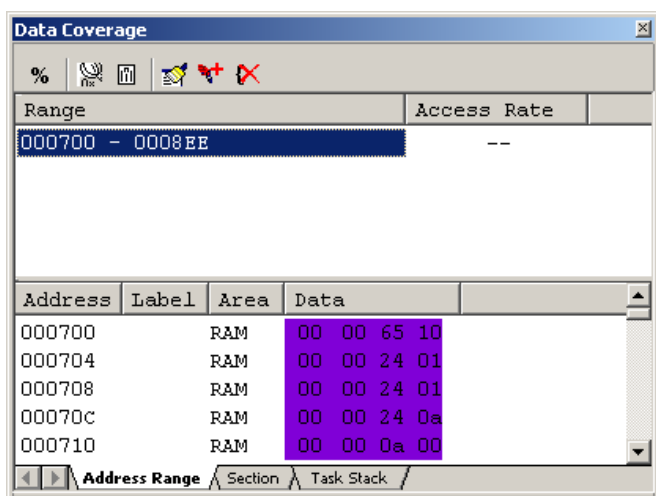 Data Coverage
%
Range Access Rate
000700 - 0008EE --
Address Label Area Data
000700 RAM 00 00 65 10
000704 RAM 00 00 24 01
000708 RAM 00 00 24 01
00070C RAM 00 00 24 0a
000710 RAM 00 00 0a 00
Address Range Section Task Stack